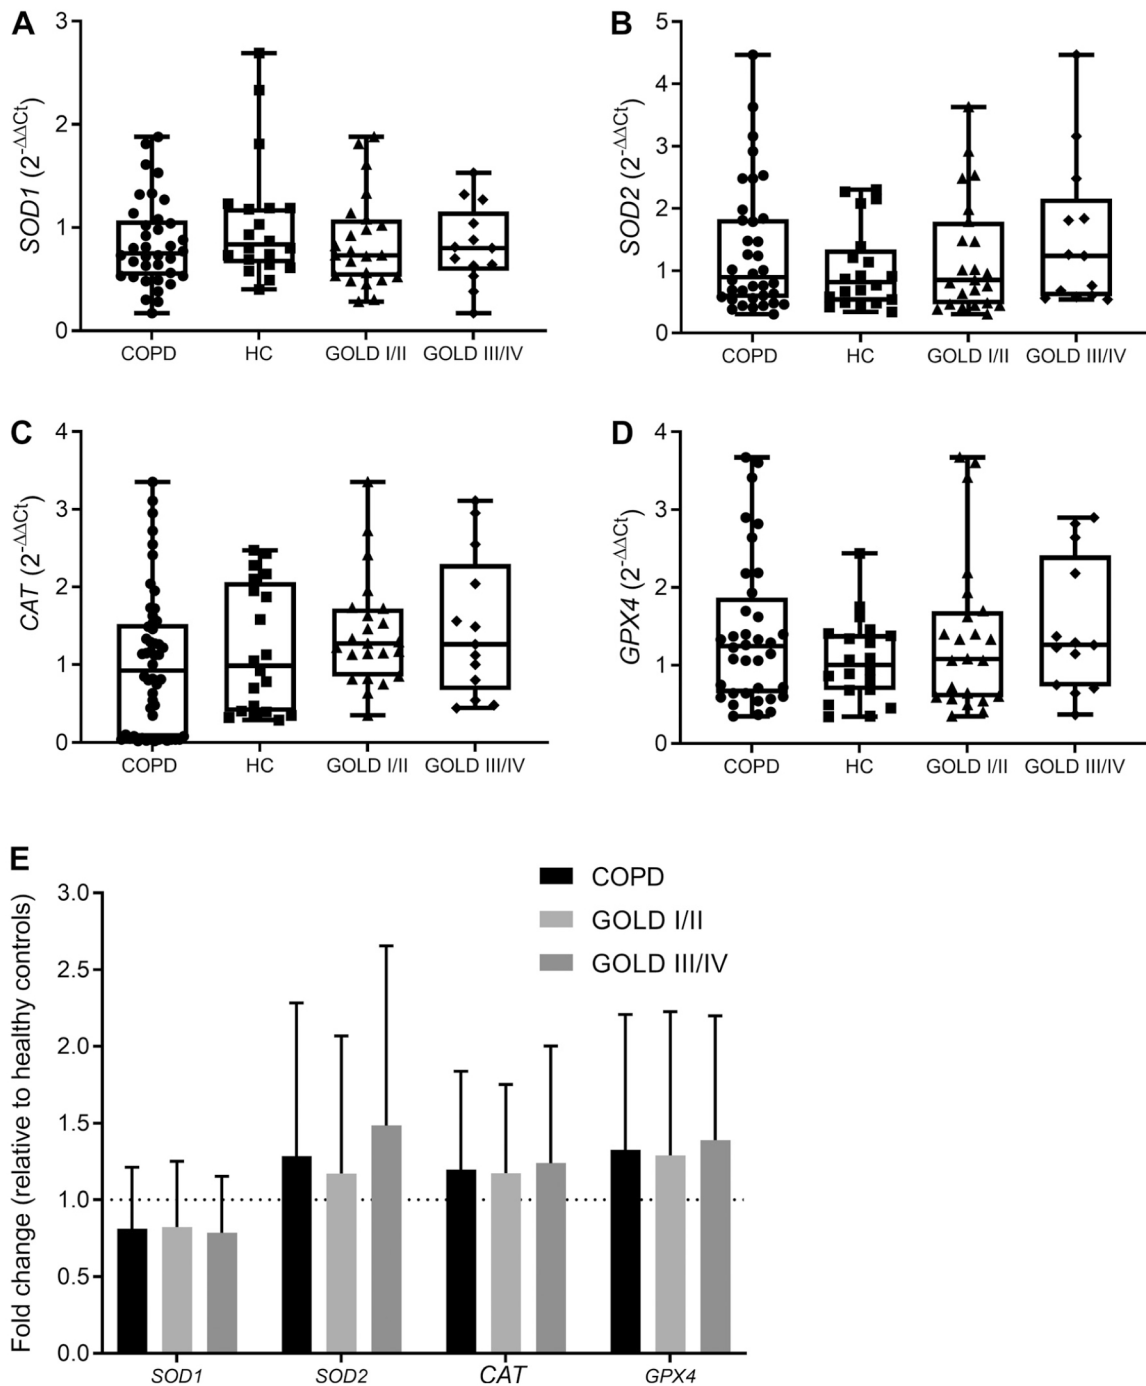 A
SOD1 (2-ΔΔCt)
3
2
1
0
COPD HC GOLD I/II GOLD III/IV
B
SOD2 (2-ΔΔCt)
5
4
3
2
1
0
COPD HC GOLD I/II GOLD III/IV
C
CAT (2-ΔΔCt)
4
3
2
1
0
COPD HC GOLD I/II GOLD III/IV
D
GPX4 (2-ΔΔCt)
4
3
2
1
0
COPD HC GOLD I/II GOLD III/IV
E
Fold change (relative to healthy controls)
3.0
2.5
2.0
1.5
1.0
0.5
0.0
COPD
GOLD I/II
GOLD III/IV
SOD1 SOD2 CAT GPX4